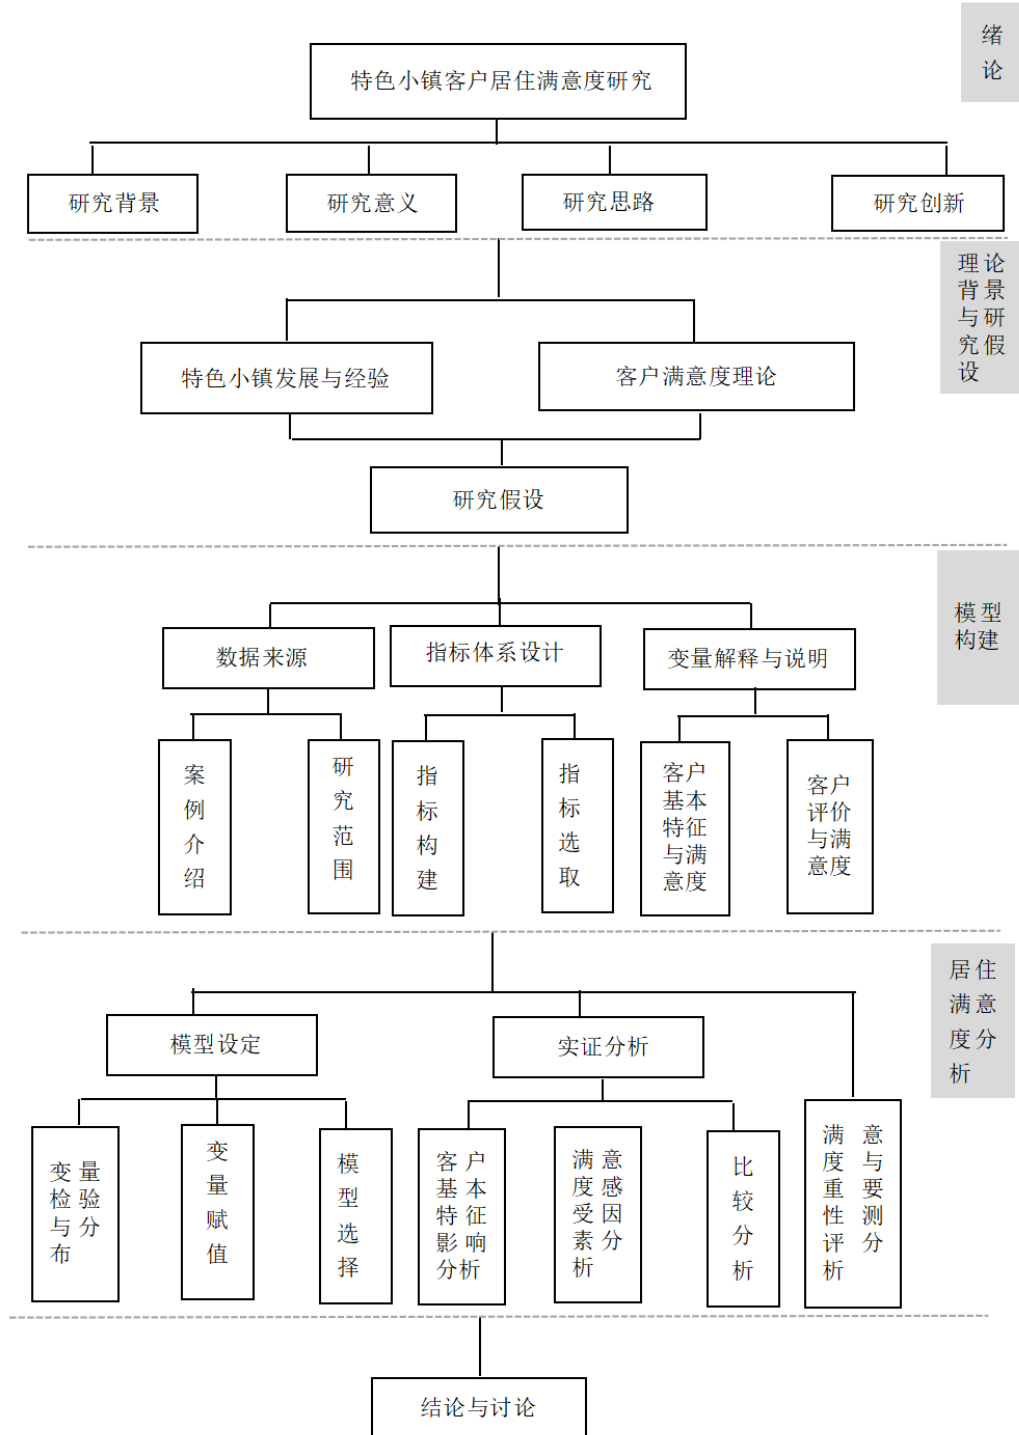 绪
论
特色小镇客户居住满意度研究
研究背景
研究意义
研究思路
研究创新
理论
背景
与研
究假
设
特色小镇发展与经验
客户满意度理论
研究假设
模型
构建
数据来源
指标体系设计
变量解释与说明
案
例
介
绍
研
究
范
围
指
标
构
建
指
标
选
取
客户
基本
特征
与满
意度
客户
评价
与满
意度
居住
满意
度分
析
模型设定
实证分析
变量
检验
与分
布
变
量
赋
值
模
型
选
择
客户
基本
特征
影响
分析
满意
度感
受因
素分
析
比
较
分
析
满意
度与
重要
性测
评分
析
结论与讨论